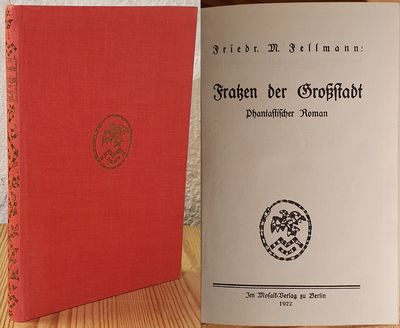 Friedr. M. Fellmann:
Fratzen der Großstadt
Phantastischer Roman
Im Mosaik-Verlag zu Berlin
1922